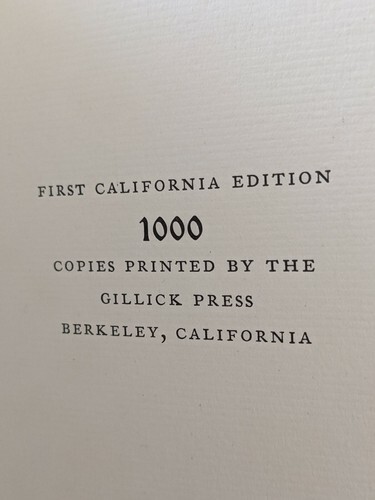 FIRST CALIFORNIA EDITION
1000
COPIES PRINTED BY THE
GILLICK PRESS
BERKELEY, CALIFORNIA